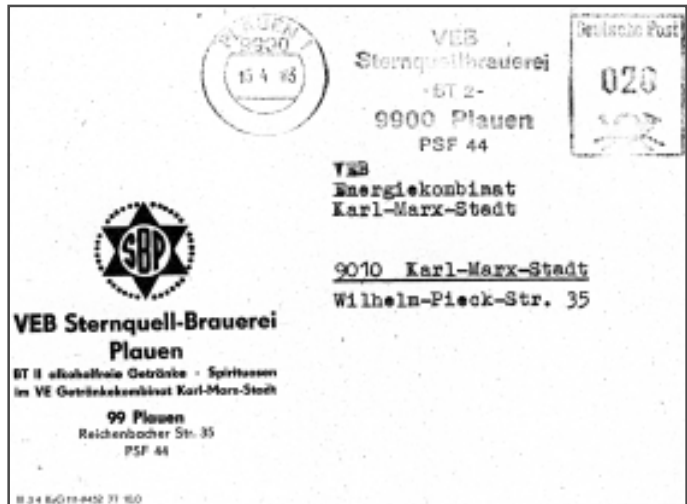 PLAUEN 1
9900
15.4.83
VEB
Sternquellbrauerei
-BT 2-
9900 Plauen
PSF 44
Deutsche Post
020
VEB
Energiekombinat
Karl-Marx-Stadt
9010 Karl-Marx-Stadt
Wilhelm-Pieck-Str. 35
SBP
VEB Sternquell-Brauerei
Plauen
BT II alkoholfreie Getränke - Spirituosen
im VE Getränkekombinat Karl-Marx-Stadt
99 Plauen
Reichenbacher Str. 35
PSF 44